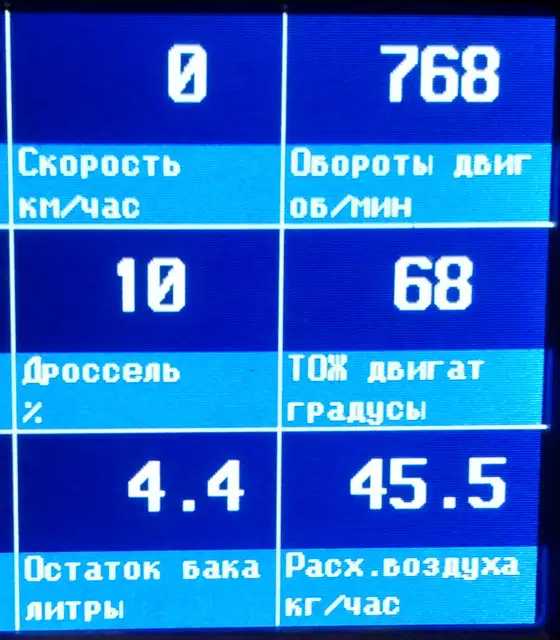 0 768
Скорость Обороты двиг
км/час об/мин
10 68
Дроссель ТОЖ двигат
% градусы
4.4 45.5
Остаток бака Расх.воздуха
литры кг/час